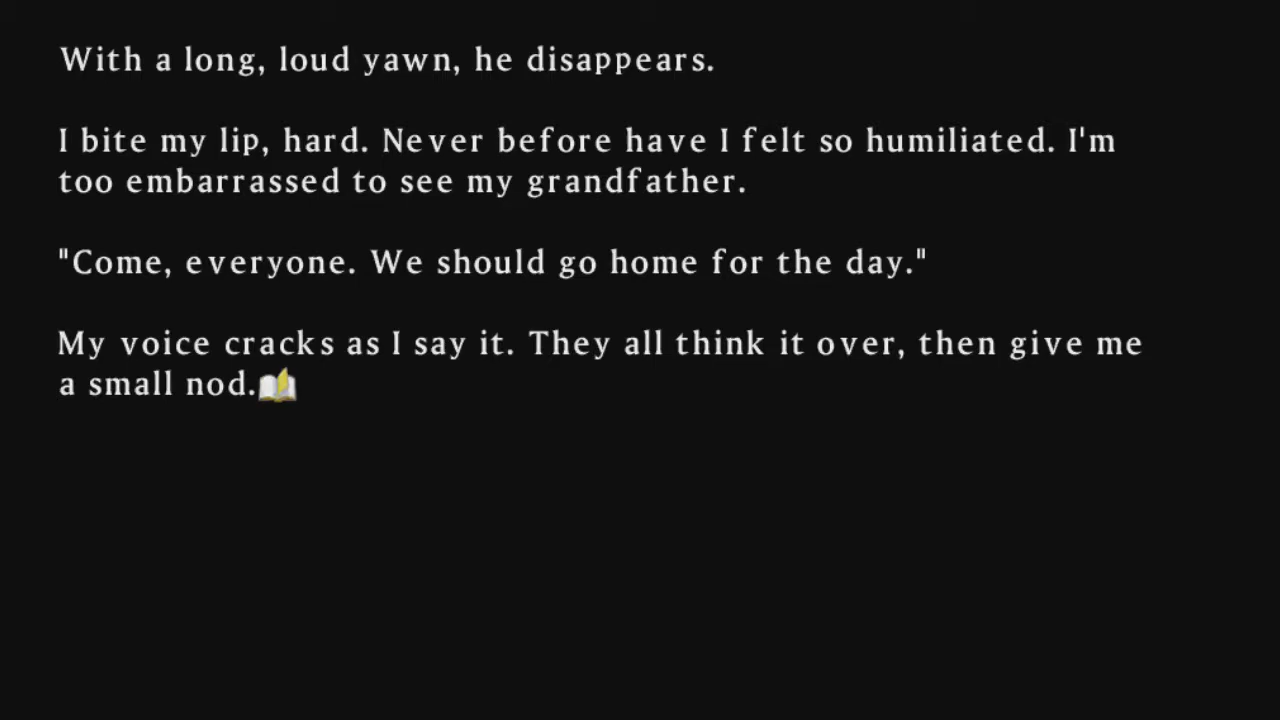 With a long, loud yawn, he disappears.
I bite my lip, hard. Never before have I felt so humiliated. I'm
too embarrassed to see my grandfather.
"Come, everyone. We should go home for the day."
My voice cracks as I say it. They all think it over, then give me
a small nod.